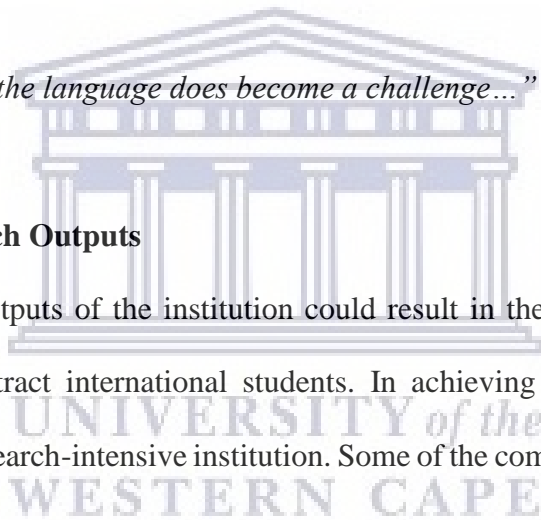 the language does become a challenge…”
ch Outputs
tputs of the institution could result in the
tract international students. In achieving
earch-intensive institution. Some of the com
UNIVERSITY of the
WESTERN CAPE